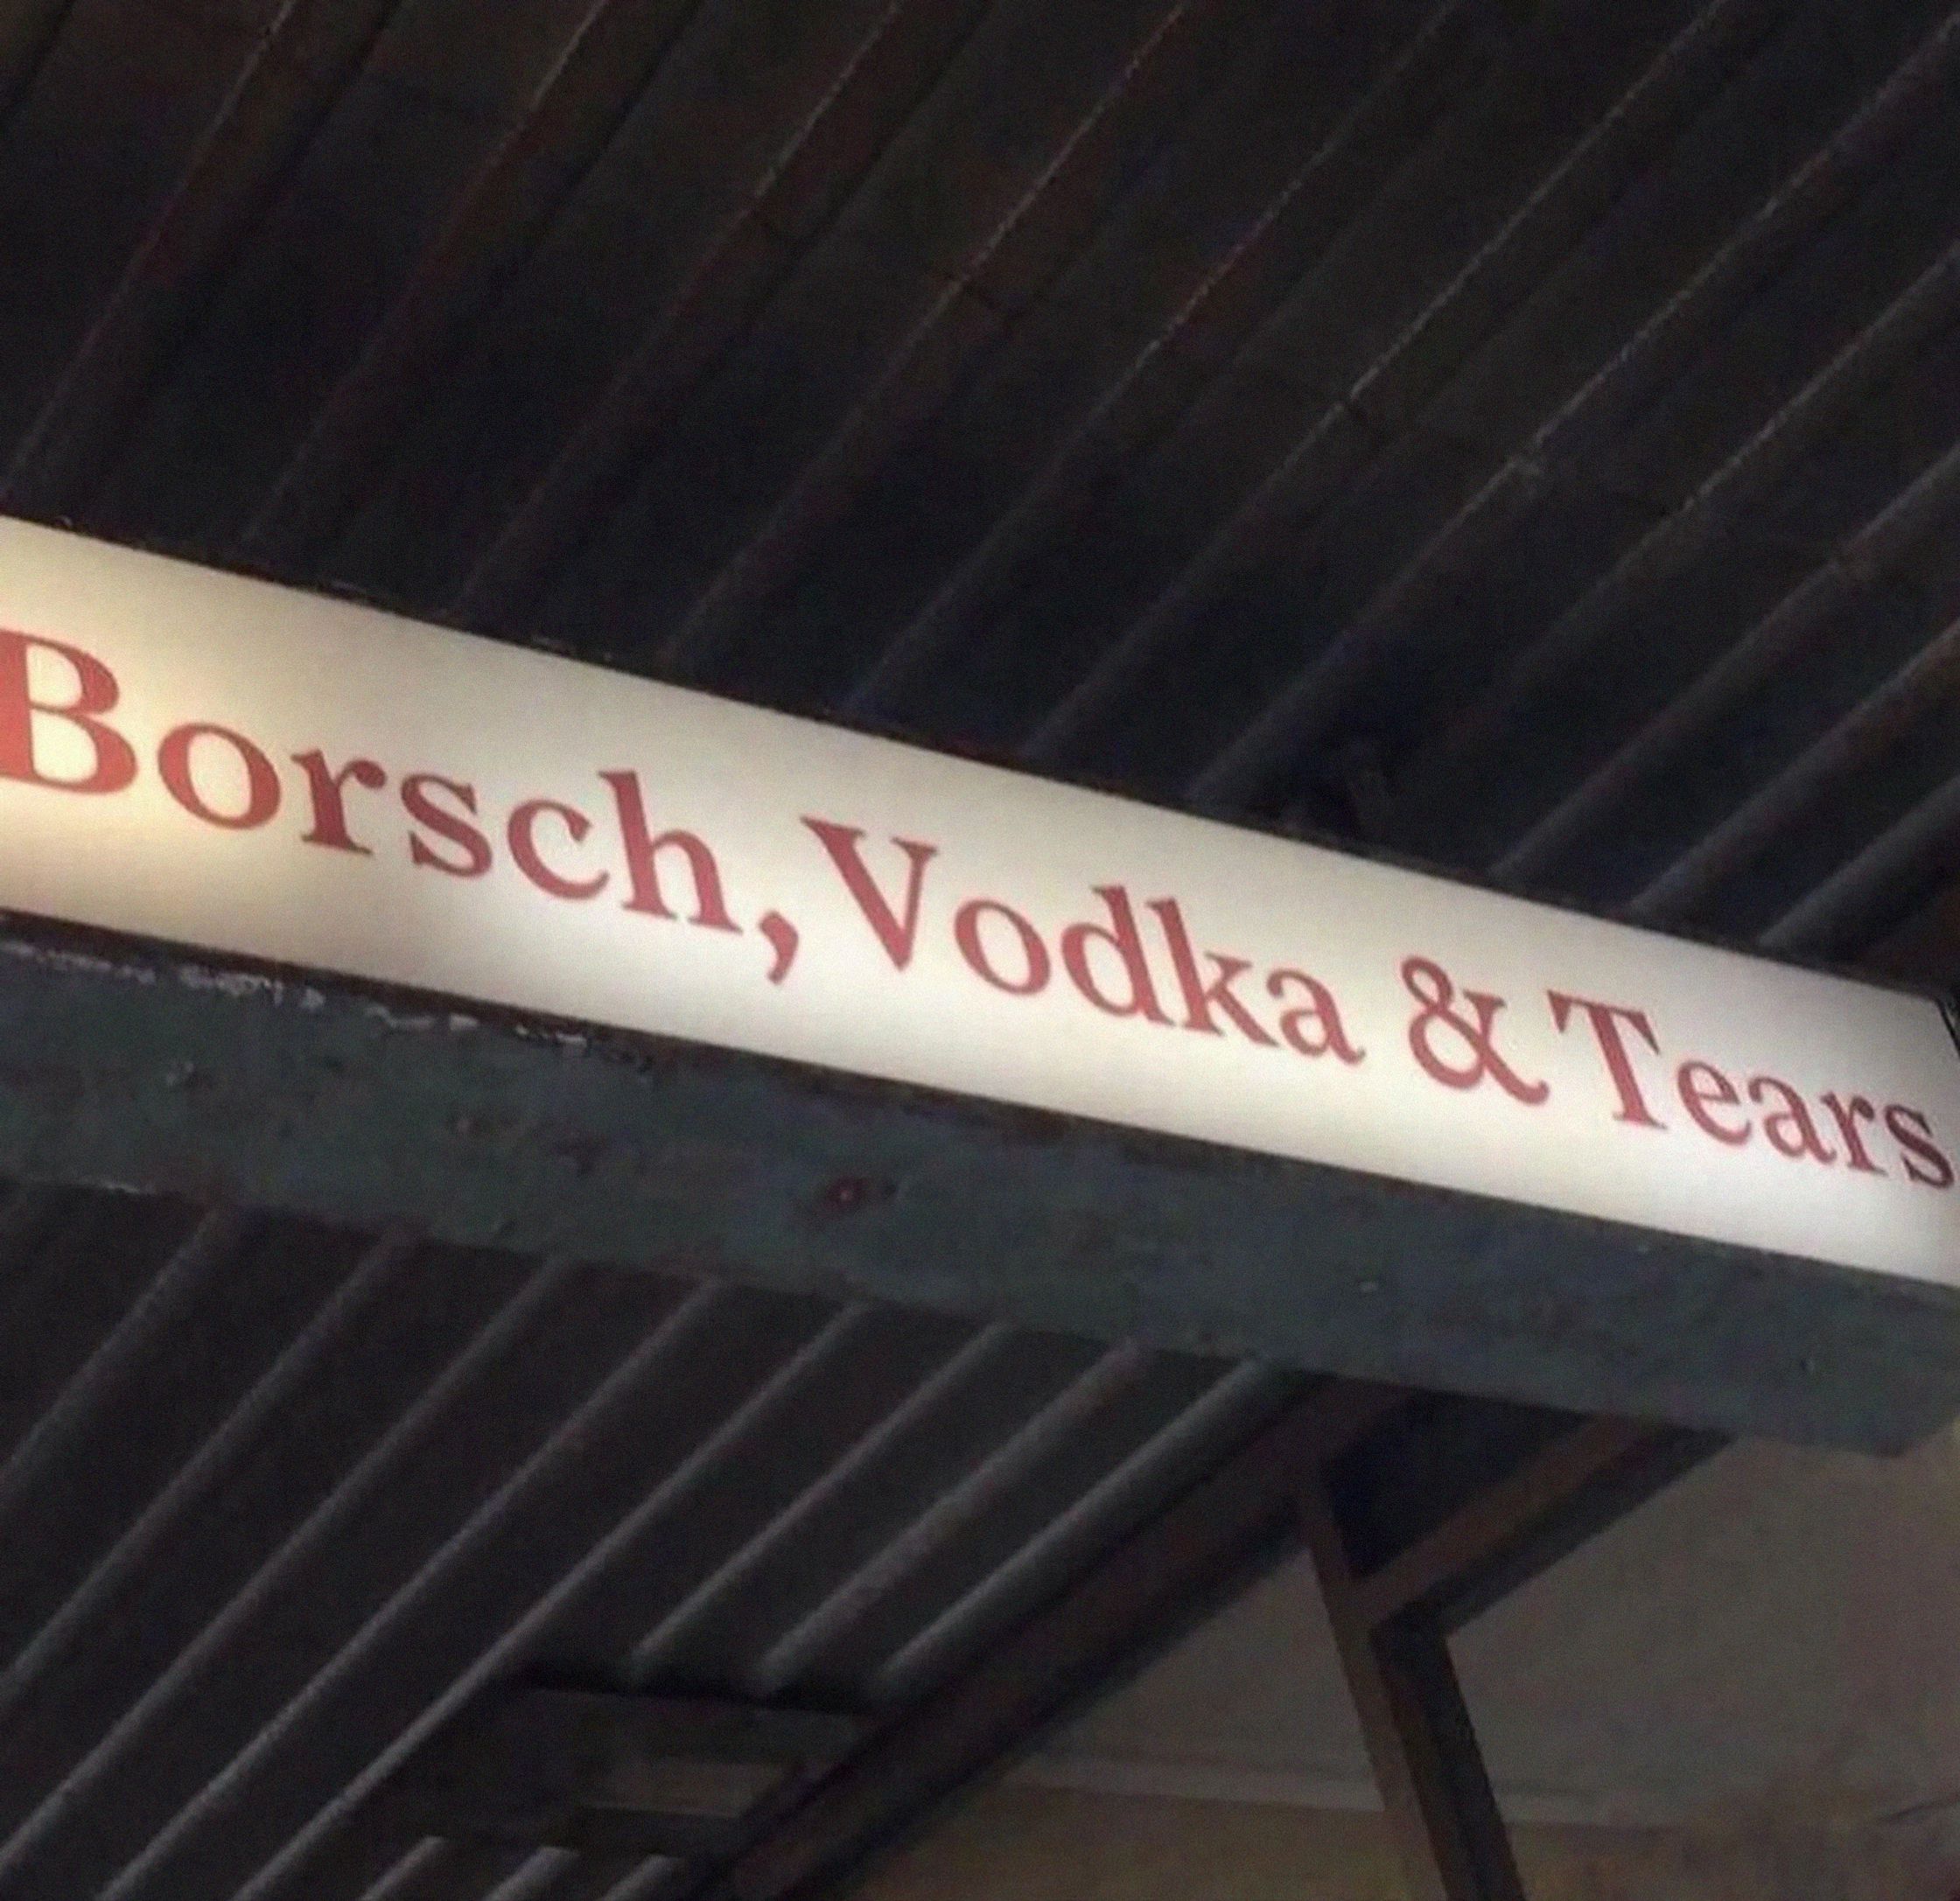 Borsch, Vodka & Tears